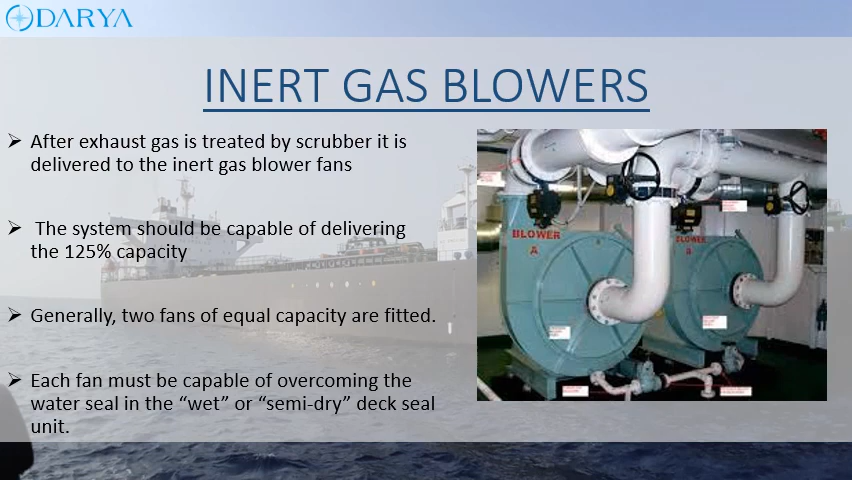 DARYA
INERT GAS BLOWERS
➢ After exhaust gas is treated by scrubber it is
delivered to the inert gas blower fans
➢ The system should be capable of delivering
the 125% capacity
➢ Generally, two fans of equal capacity are fitted.
➢ Each fan must be capable of overcoming the
water seal in the “wet” or “semi-dry” deck seal
unit.
BLOWER
A
BLOWER